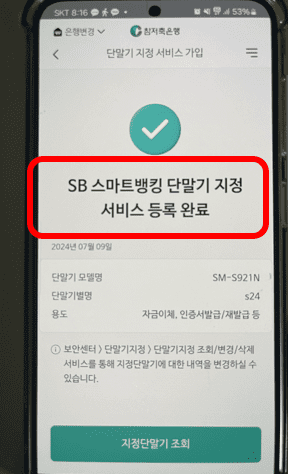 SKT 8:16 53%
은행변경 참저축은행
단말기 지정 서비스 가입
SB 스마트뱅킹 단말기 지정
서비스 등록 완료
2024년 07월 09일
단말기 모델명 SM-S921N
단말기별명 s24
용도 자금이체, 인증서발급/재발급 등
보안센터 > 단말기지정 > 단말기지정 조회/변경/삭제
서비스를 통해 지정단말기에 대한 내용을 변경하실 수
있습니다.
지정단말기 조회